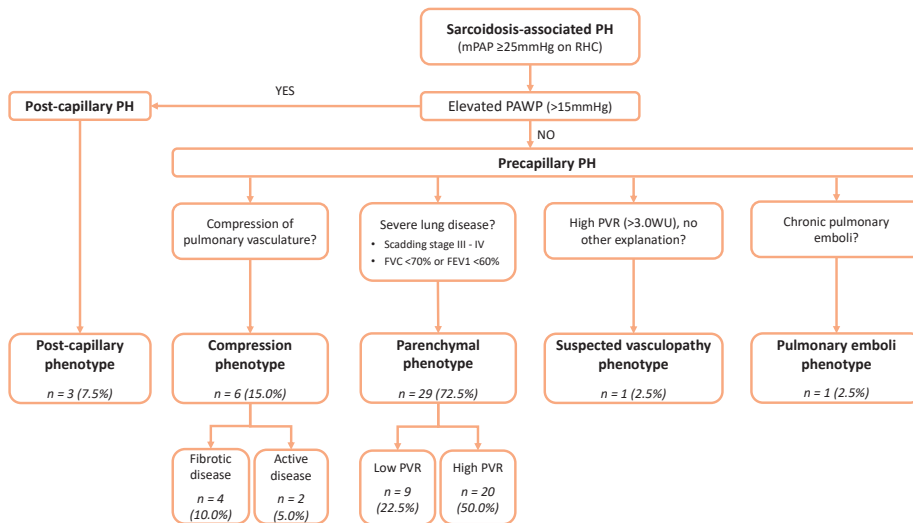 Sarcoidosis-associated PH
(mPAP ≥25mmHg on RHC)
YES
Post-capillary PH
Elevated PAWP (>15mmHg)
NO
Precapillary PH
Compression of
pulmonary vasculature?
Severe lung disease?
• Scadding stage III - IV
• FVC <70% or FEV1 <60%
High PVR (>3.0WU), no
other explanation?
Chronic pulmonary
emboli?
Post-capillary
phenotype
n = 3 (7.5%)
Compression
phenotype
n = 6 (15.0%)
Parenchymal
phenotype
n = 29 (72.5%)
Suspected vasculopathy
phenotype
n = 1 (2.5%)
Pulmonary emboli
phenotype
n = 1 (2.5%)
Fibrotic
disease
n = 4
(10.0%)
Active
disease
n = 2
(5.0%)
Low PVR
n = 9
(22.5%)
High PVR
n = 20
(50.0%)